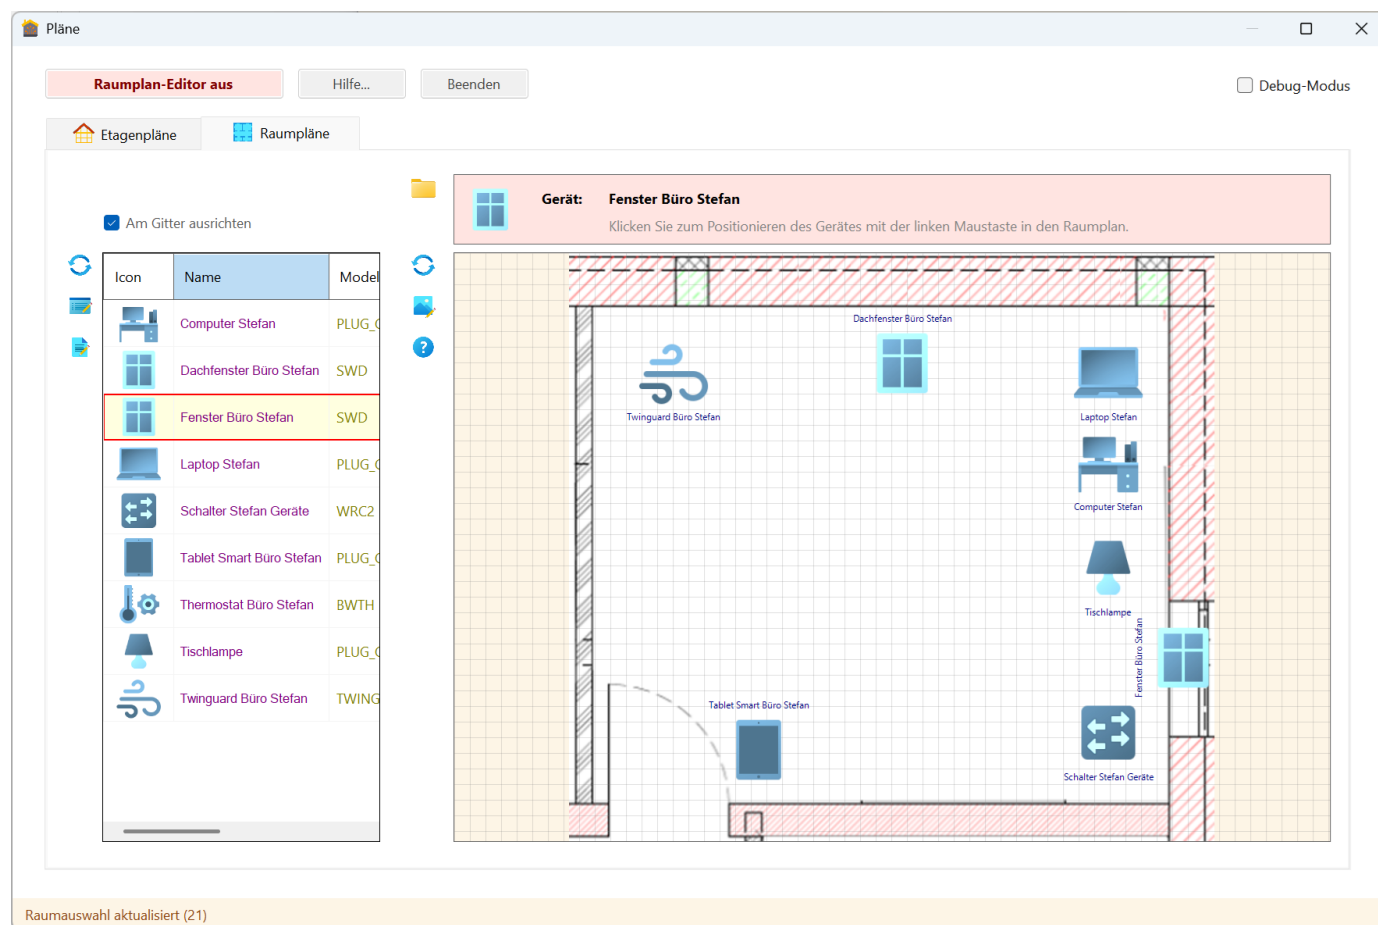 Pläne
Raumplan-Editor aus
Hilfe...
Beenden
Debug-Modus
Etagenpläne
Raumpläne
Gerät: Fenster Büro Stefan
Klicken Sie zum Positionieren des Gerätes mit der linken Maustaste in den Raumplan.
Am Gitter ausrichten
Icon Name Model
Computer Stefan PLUG_
Dachfenster Büro Stefan SWD
Fenster Büro Stefan SWD
Laptop Stefan PLUG_
Schalter Stefan Geräte WRC2
Tablet Smart Büro Stefan PLUG_
Thermostat Büro Stefan BWTH
Tischlampe PLUG_
Twinguard Büro Stefan TWING
Dachfenster Büro Stefan
Twinguard Büro Stefan
Laptop Stefan
Computer Stefan
Tischlampe
Fenster Büro Stefan
Tablet Smart Büro Stefan
Schalter Stefan Geräte
Raumauswahl aktualisiert (21)